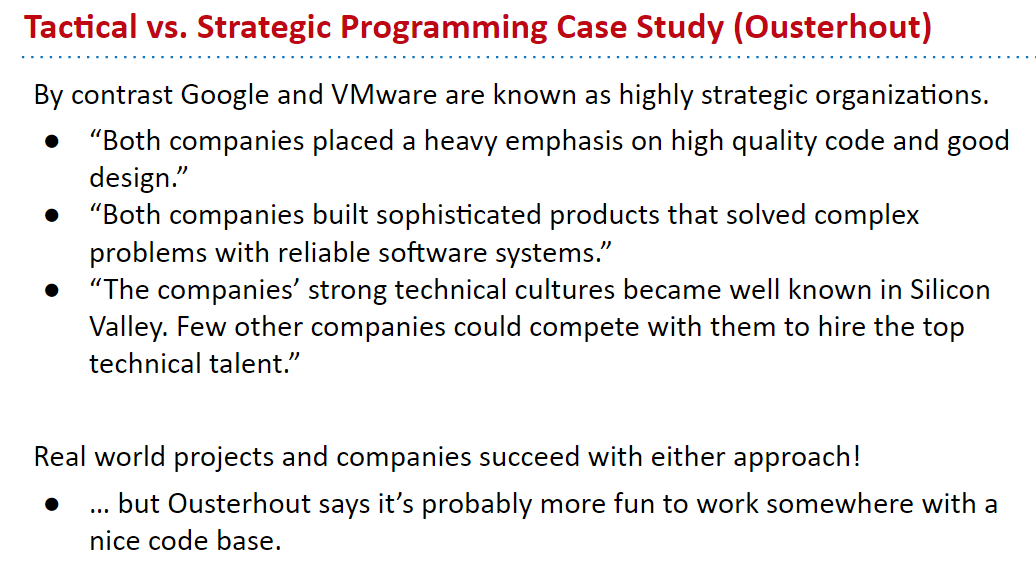 Tactical vs. Strategic Programming Case Study (Ousterhout)
By contrast Google and VMware are known as highly strategic organizations.
● “Both companies placed a heavy emphasis on high quality code and good
design.”
● “Both companies built sophisticated products that solved complex
problems with reliable software systems.”
● “The companies’ strong technical cultures became well known in Silicon
Valley. Few other companies could compete with them to hire the top
technical talent.”
Real world projects and companies succeed with either approach!
● … but Ousterhout says it’s probably more fun to work somewhere with a
nice code base.